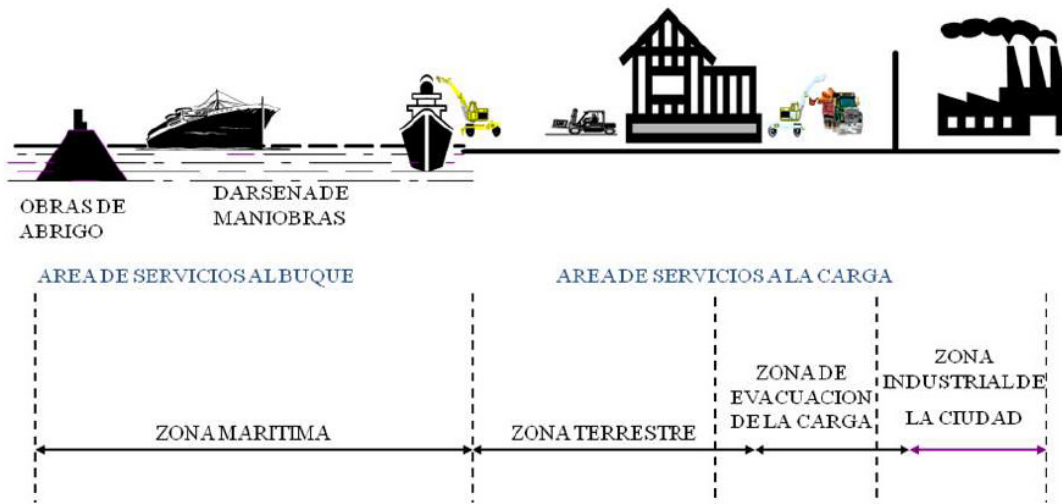 OBRAS DE
ABRIGO
DARSENA DE
MANIOBRAS
AREA DE SERVICIOS AL BUQUE
AREA DE SERVICIOS A LA CARGA
ZONA MARITIMA
ZONA TERRESTRE
ZONA DE
EVACUACION
DE LA CARGA
ZONA
INDUSTRIAL DE
LA CIUDAD